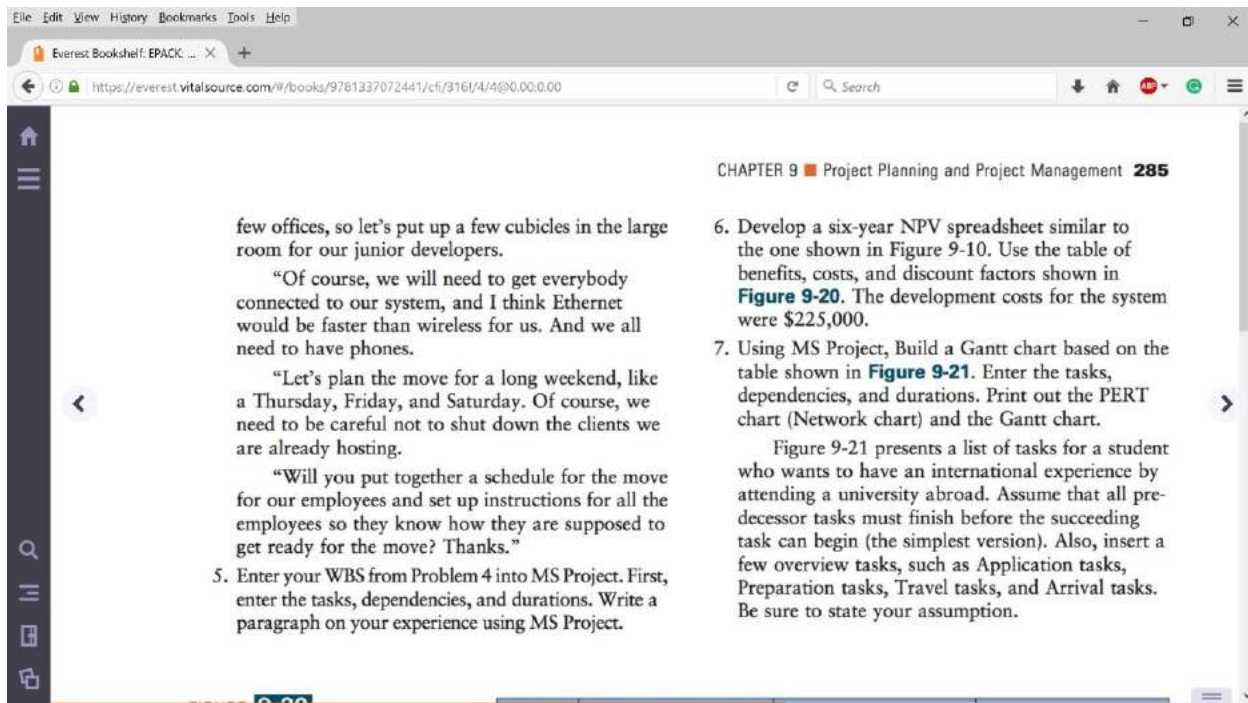 File Edit View History Bookmarks Tools Help
Everest Bookshelf: EPACK: ...
https://everest.vitalsource.com/#/books/9781337072441/cfi/316!/4/4@0.00:0.00
Search
ABP
CHAPTER 9 ■ Project Planning and Project Management 285
few offices, so let's put up a few cubicles in the large
room for our junior developers.
"Of course, we will need to get everybody
connected to our system, and I think Ethernet
would be faster than wireless for us. And we all
need to have phones.
"Let's plan the move for a long weekend, like
a Thursday, Friday, and Saturday. Of course, we
need to be careful not to shut down the clients we
are already hosting.
"Will you put together a schedule for the move
for our employees and set up instructions for all the
employees so they know how they are supposed to
get ready for the move? Thanks."
5. Enter your WBS from Problem 4 into MS Project. First,
enter the tasks, dependencies, and durations. Write a
paragraph on your experience using MS Project.
6. Develop a six-year NPV spreadsheet similar to
the one shown in Figure 9-10. Use the table of
benefits, costs, and discount factors shown in
Figure 9-20. The development costs for the system
were $225,000.
7. Using MS Project, Build a Gantt chart based on the
table shown in Figure 9-21. Enter the tasks,
dependencies, and durations. Print out the PERT
chart (Network chart) and the Gantt chart.
Figure 9-21 presents a list of tasks for a student
who wants to have an international experience by
attending a university abroad. Assume that all pre-
decessor tasks must finish before the succeeding
task can begin (the simplest version). Also, insert a
few overview tasks, such as Application tasks,
Preparation tasks, Travel tasks, and Arrival tasks.
Be sure to state your assumption.